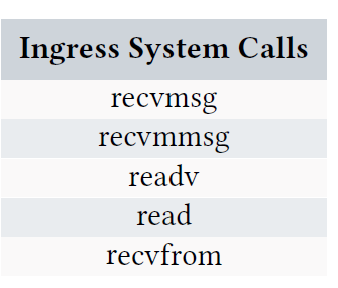 Ingress System Calls
recvmsg
recvmmsg
readv
read
recvfrom